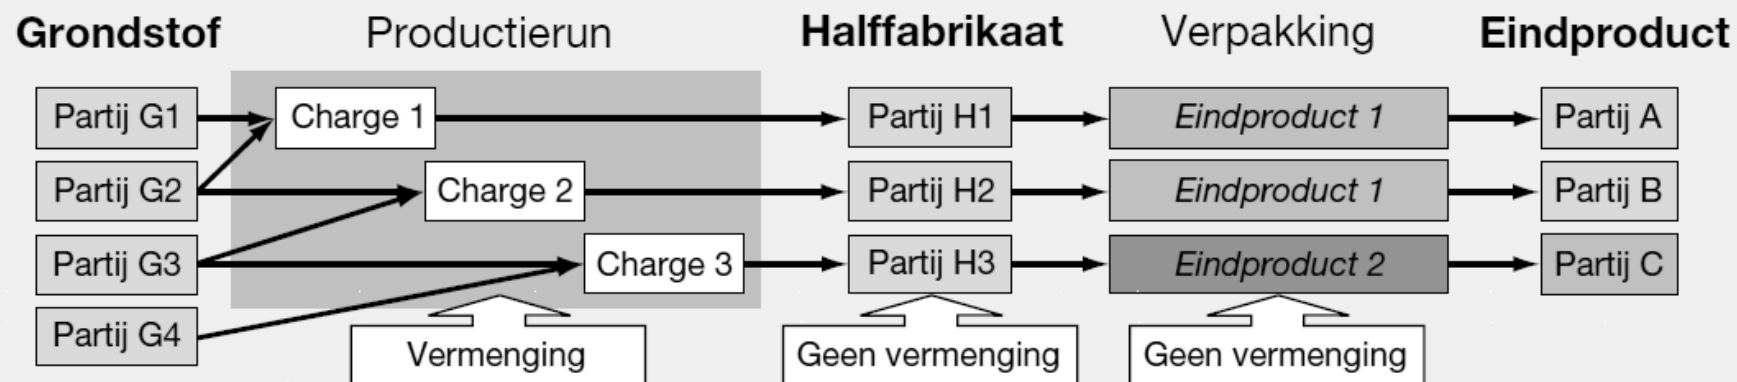 Grondstof Productierun Halffabrikaat Verpakking Eindproduct
Partij G1 Charge 1 Partij H1 Eindproduct 1 Partij A
Partij G2 Charge 2 Partij H2 Eindproduct 1 Partij B
Partij G3 Charge 3 Partij H3 Eindproduct 2 Partij C
Partij G4
Vermenging Geen vermenging Geen vermenging